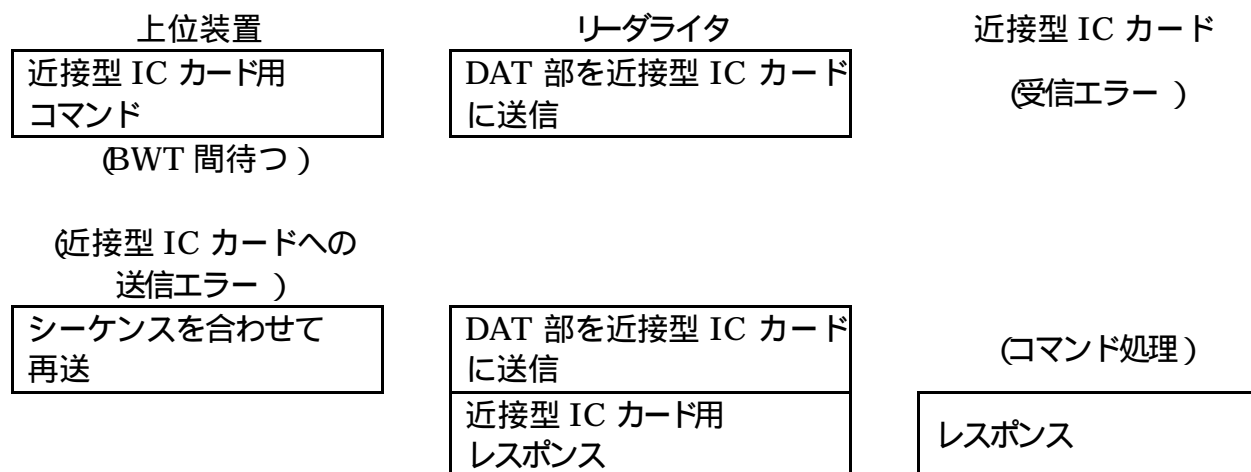 上位装置
リーダライタ
近接型 IC カード
近接型 IC カード用
コマンド
DAT 部を近接型 IC カード
に送信
(受信エラー )
(BWT 間待つ )
(近接型 IC カードへの
送信エラー )
シーケンスを合わせて
再送
DAT 部を近接型 IC カード
に送信
(コマンド処理 )
近接型 IC カード用
レスポンス
レスポンス